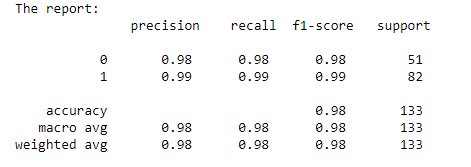 The report:
precision recall f1-score support
0 0.98 0.98 0.98 51
1 0.99 0.99 0.99 82
accuracy 0.98 133
macro avg 0.98 0.98 0.98 133
weighted avg 0.98 0.98 0.98 133